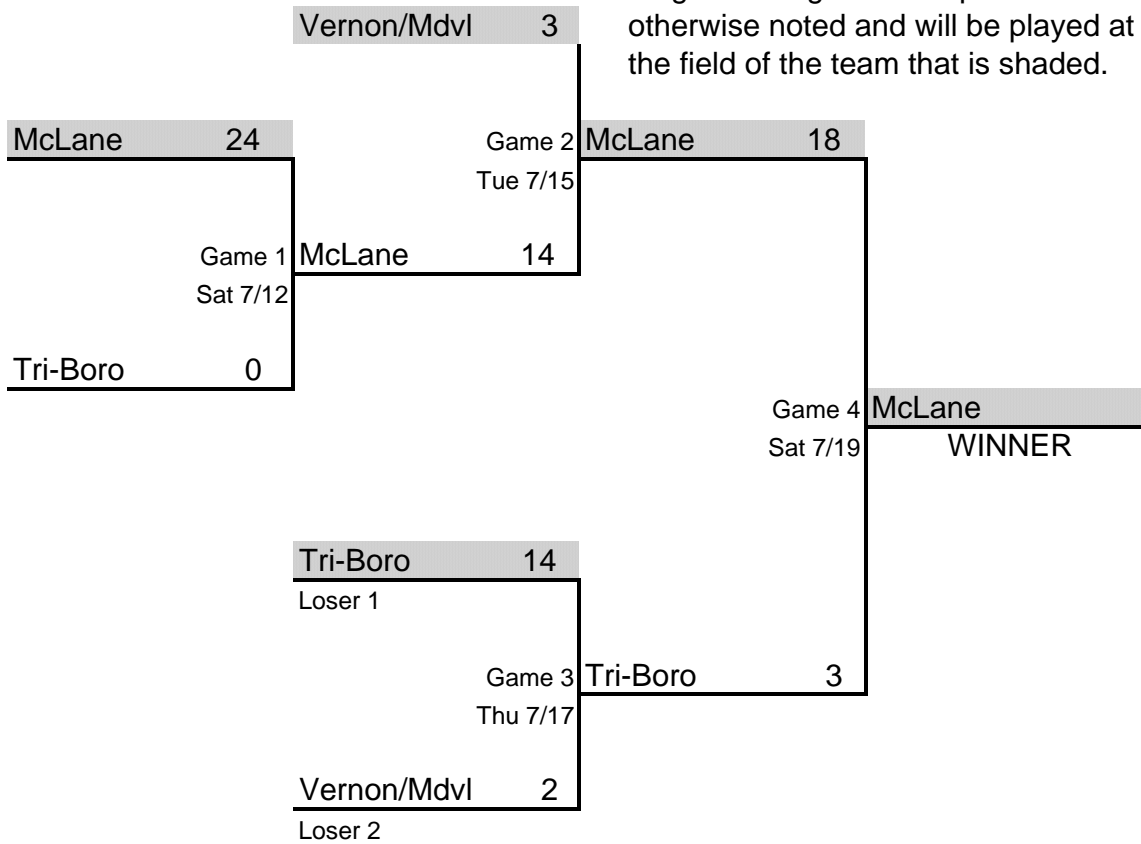 Vernon/Mdvl 3
otherwise noted and will be played at
the field of the team that is shaded.
McLane 24
Game 2 McLane 18
Tue 7/15
Game 1 McLane 14
Sat 7/12
Tri-Boro 0
Game 4 McLane
Sat 7/19 WINNER
Tri-Boro 14
Loser 1
Game 3 Tri-Boro 3
Thu 7/17
Vernon/Mdvl 2
Loser 2